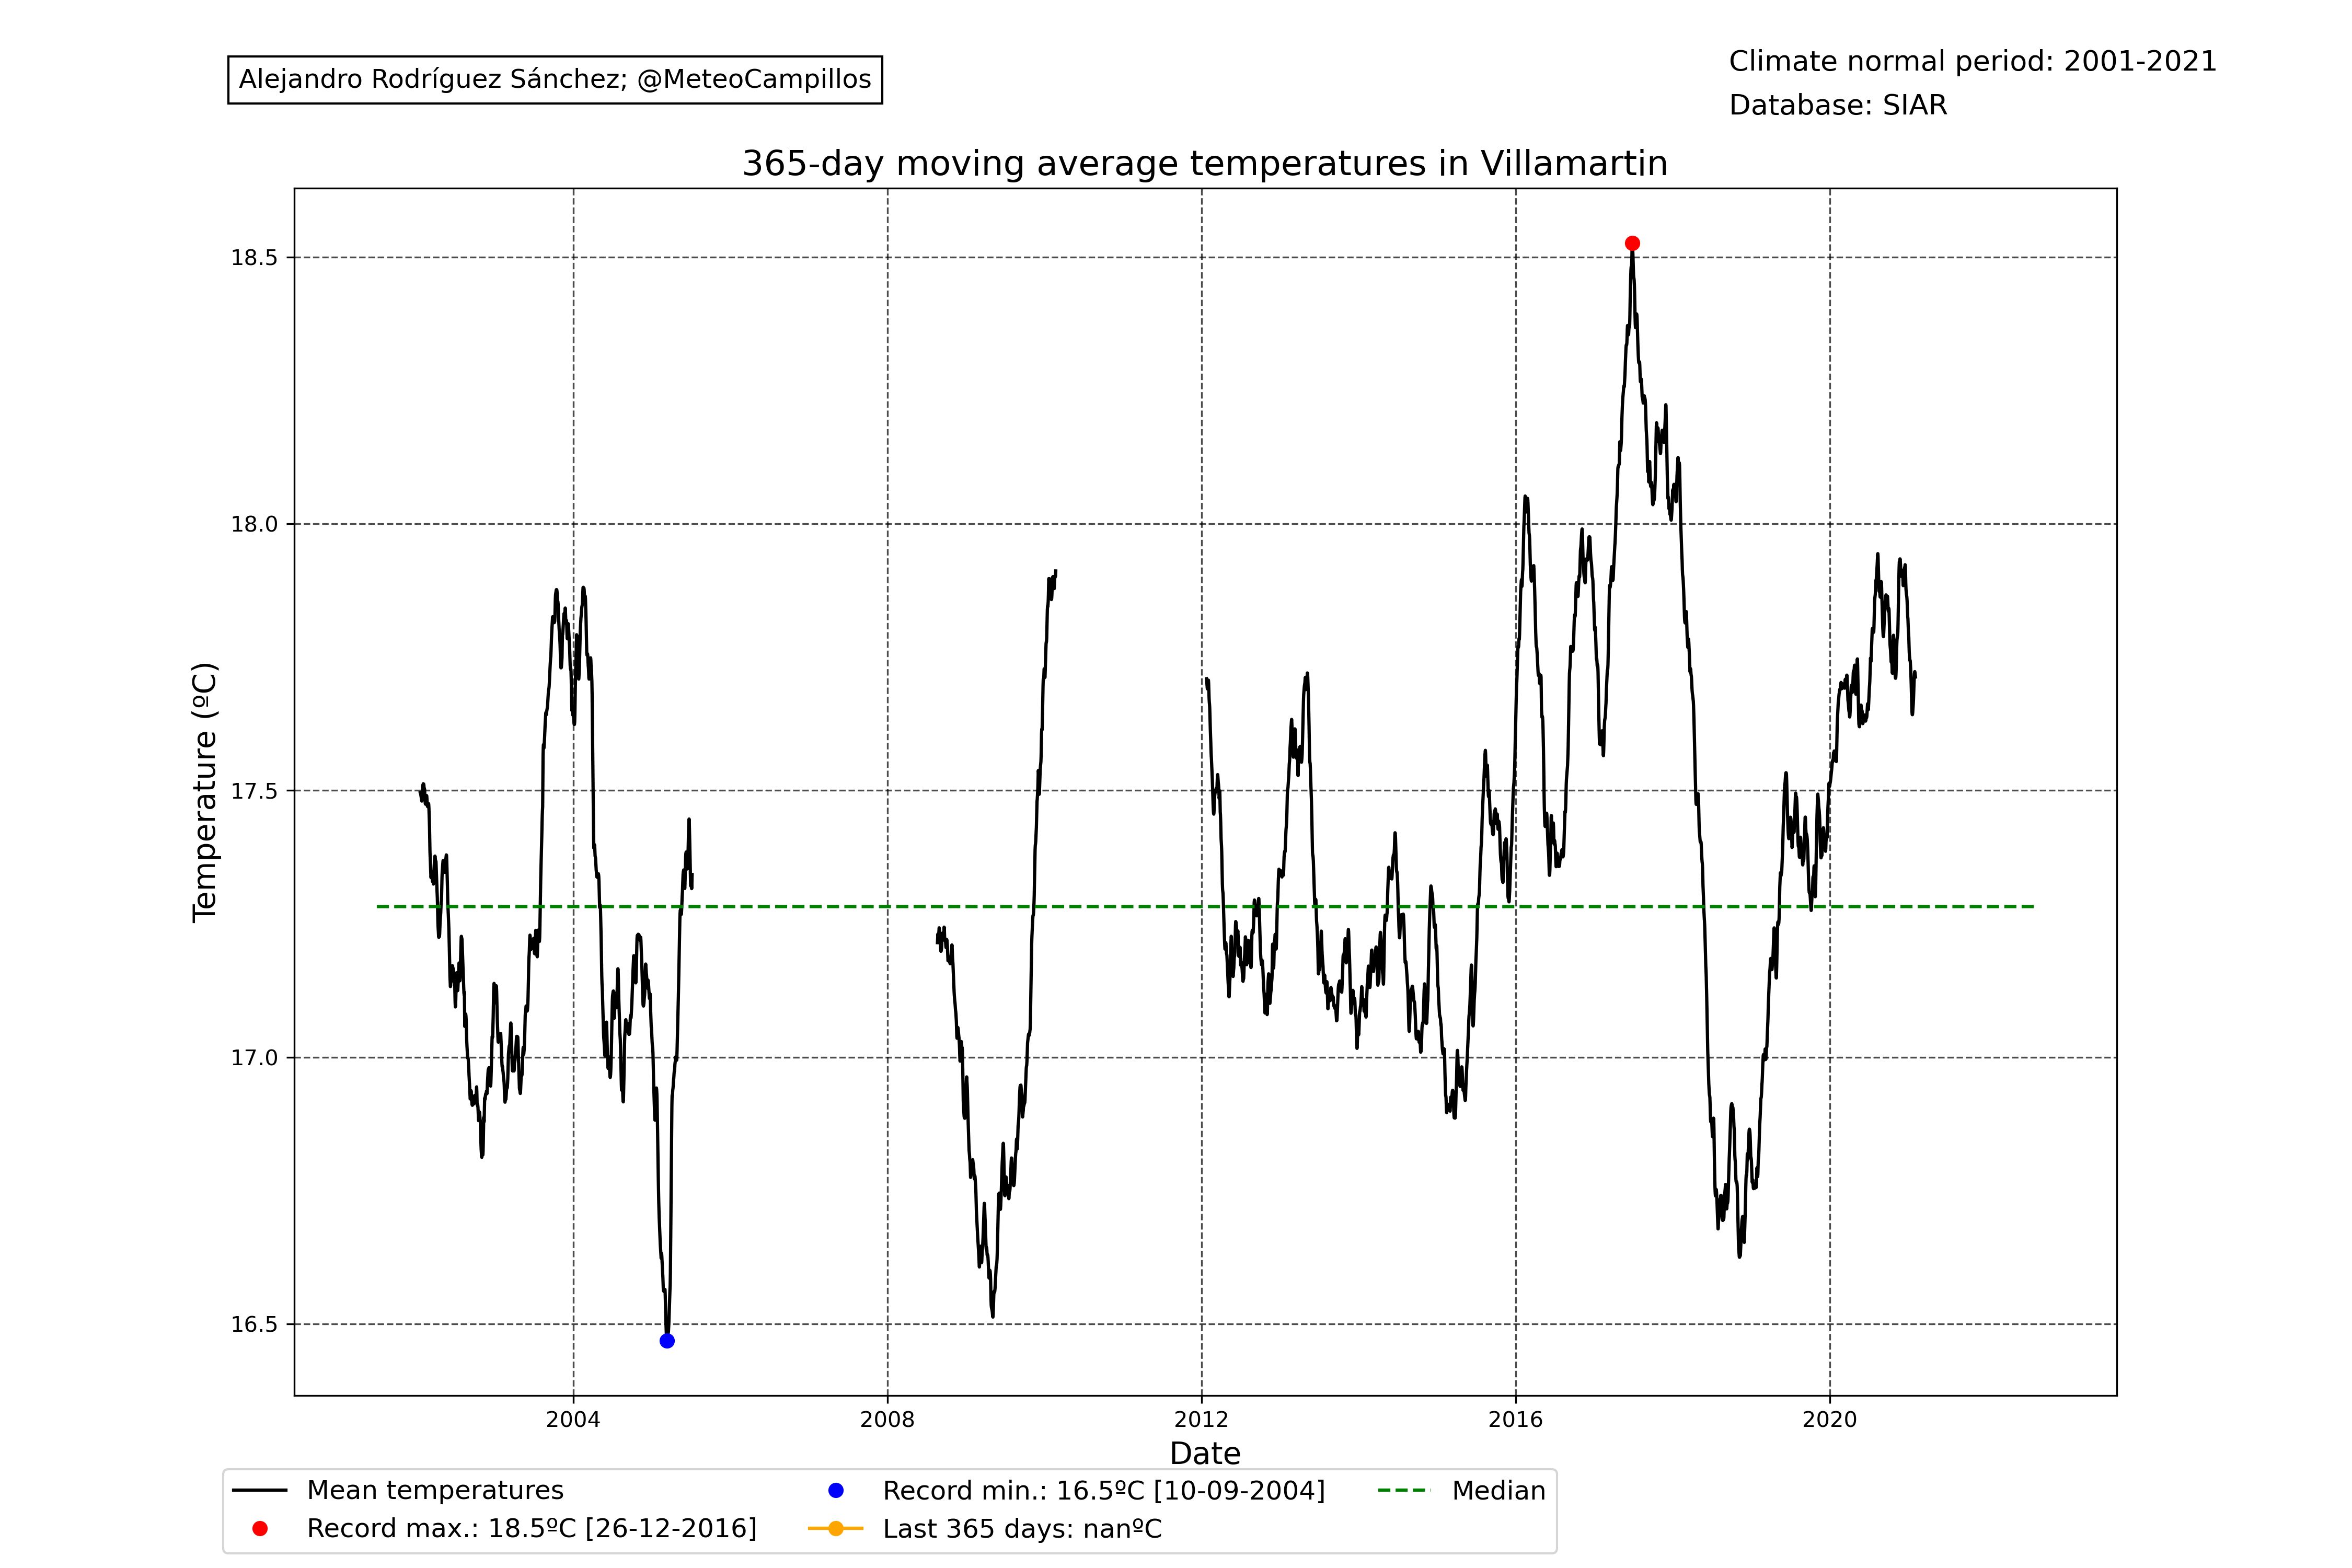 Alejandro Rodríguez Sánchez; @MeteoCampillos
Climate normal period: 2001-2021
Database: SIAR
365-day moving average temperatures in Villamartin
18.5
18.0
17.5
17.0
16.5
Temperature (ºC)
2004
2008
2012
2016
2020
Date
Mean temperatures
Record max.: 18.5ºC [26-12-2016]
Record min.: 16.5ºC [10-09-2004]
Last 365 days: nanºC
Median